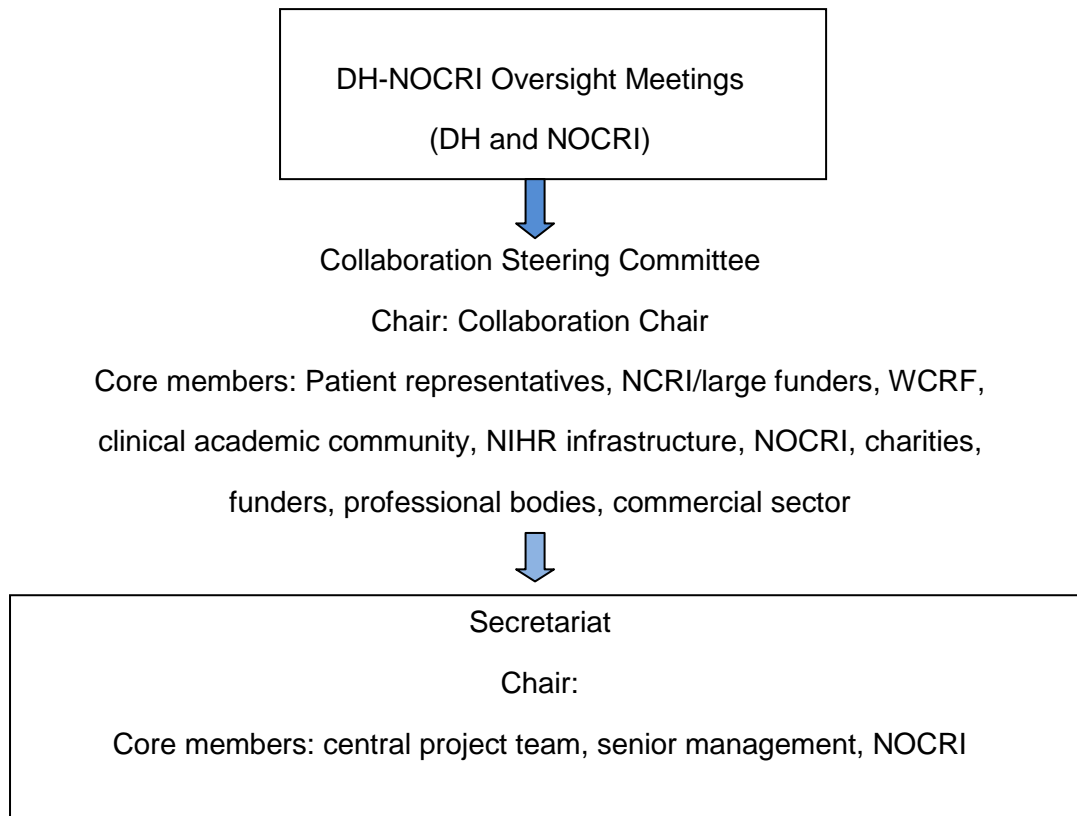 DH-NOCRI Oversight Meetings
(DH and NOCRI)
Collaboration Steering Committee
Chair: Collaboration Chair
Core members: Patient representatives, NCRI/large funders, WCRF,
clinical academic community, NIHR infrastructure, NOCRI, charities,
funders, professional bodies, commercial sector
Secretariat
Chair:
Core members: central project team, senior management, NOCRI